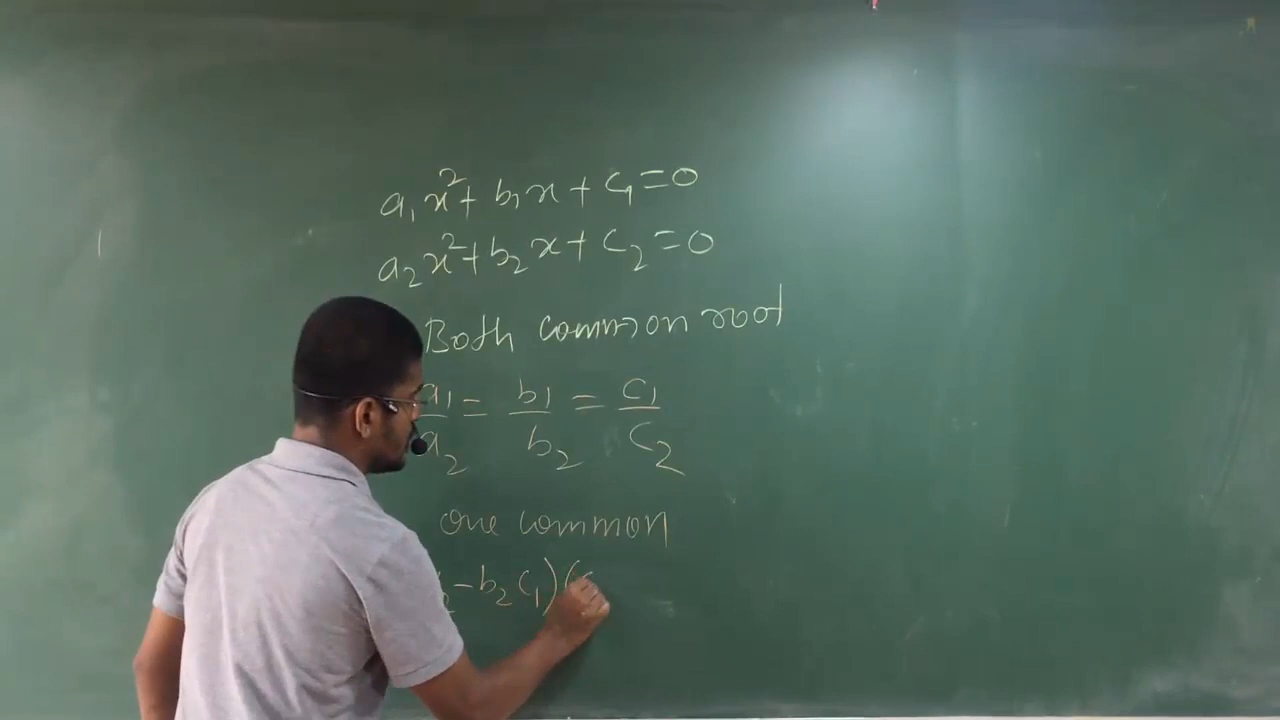 a₁x²+ b₁x + c₁=0
a₂x²+b₂x+ c₂=0
Both common root
a₁/a₂ = b₁/b₂ = c₁/c₂
one common
₂-b₂c₁)(